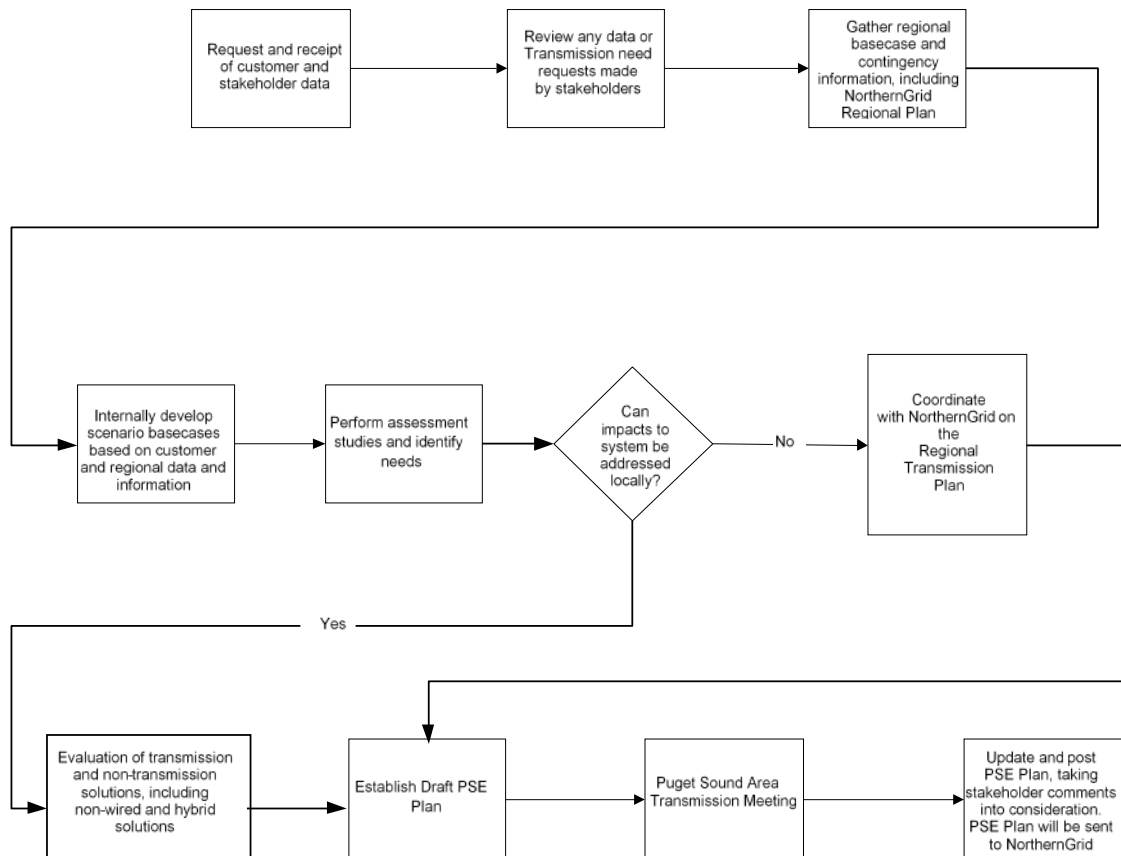 Request and receipt
of customer and
stakeholder data
Review any data or
Transmission need
requests made
by stakeholders
Gather regional
basecase and
contingency
information, including
NorthernGrid
Regional Plan
Internally develop
scenario basecases
based on customer
and regional data and
information
Perform assessment
studies and identify
needs
Can
impacts to
system be
addressed
locally?
No
Coordinate
with NorthernGrid on
the
Regional
Transmission
Plan
Yes
Evaluation of transmission
and non-transmission
solutions, including
non-wired and hybrid
solutions
Establish Draft PSE
Plan
Puget Sound Area
Transmission Meeting
Update and post
PSE Plan, taking
stakeholder comments
into consideration.
PSE Plan will be sent
to NorthernGrid